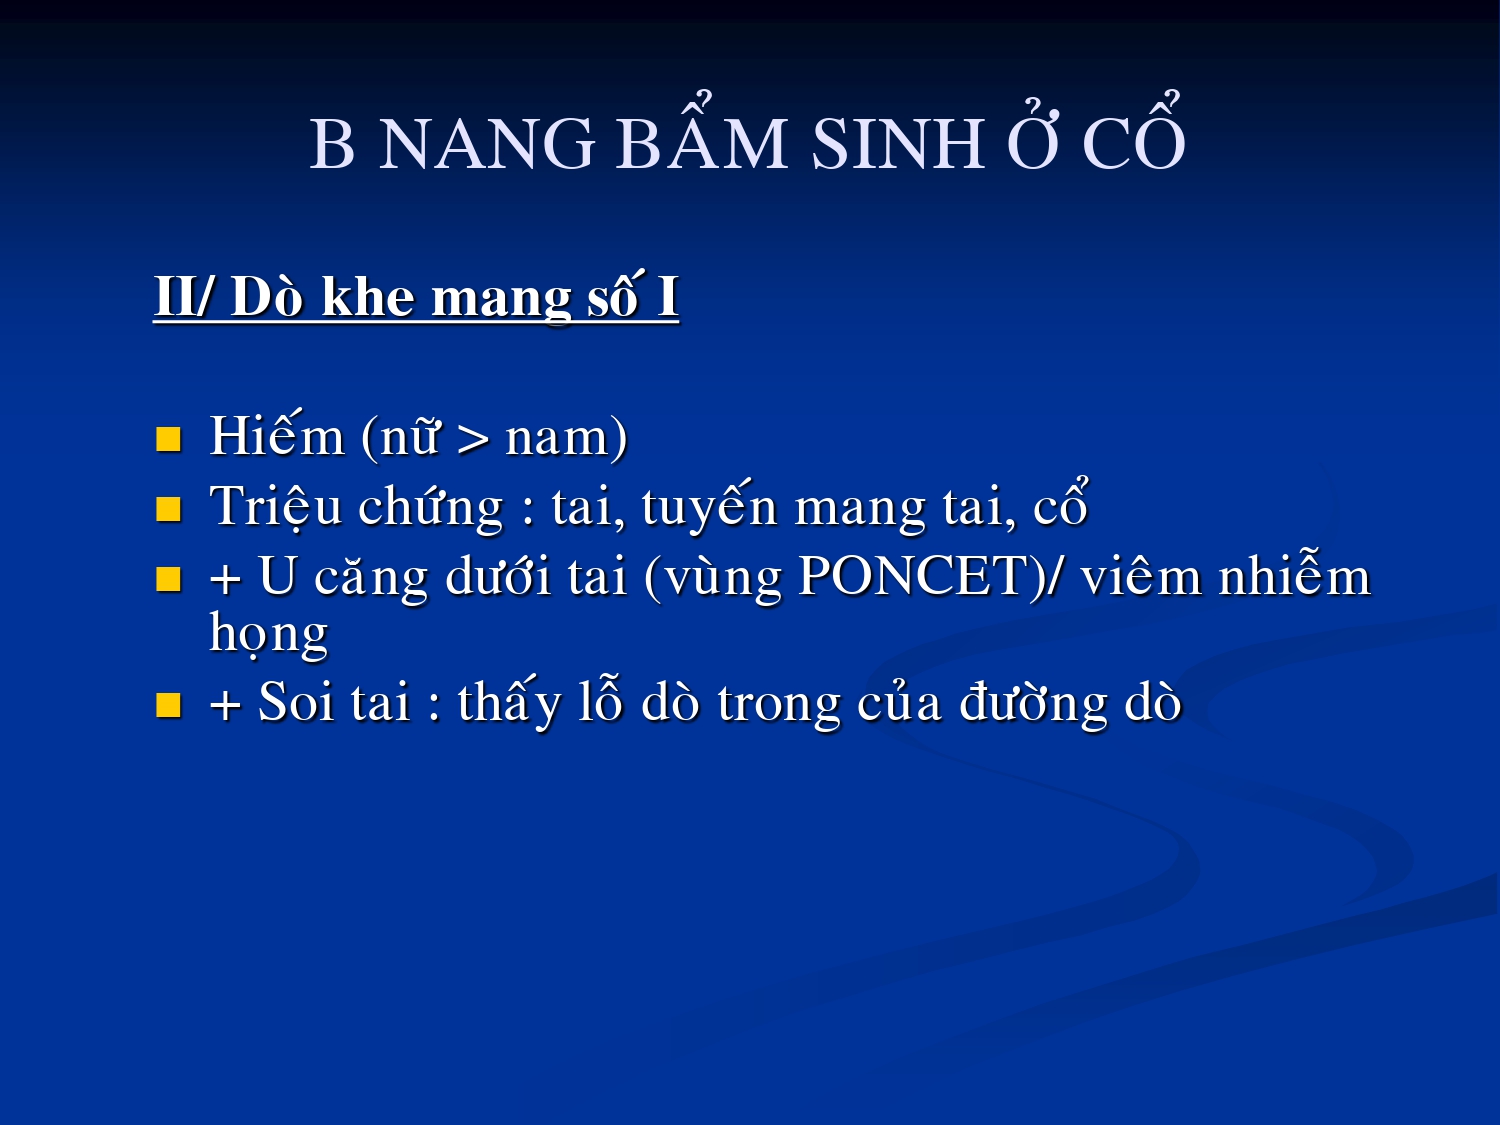 B NANG BẨM SINH Ở CỔ
II/ Dò khe mang số I
Hiếm (nữ > nam)
Triệu chứng : tai, tuyến mang tai, cổ
+ U căng dưới tai (vùng PONCET)/ viêm nhiễm
họng
+ Soi tai : thấy lỗ dò trong của đường dò